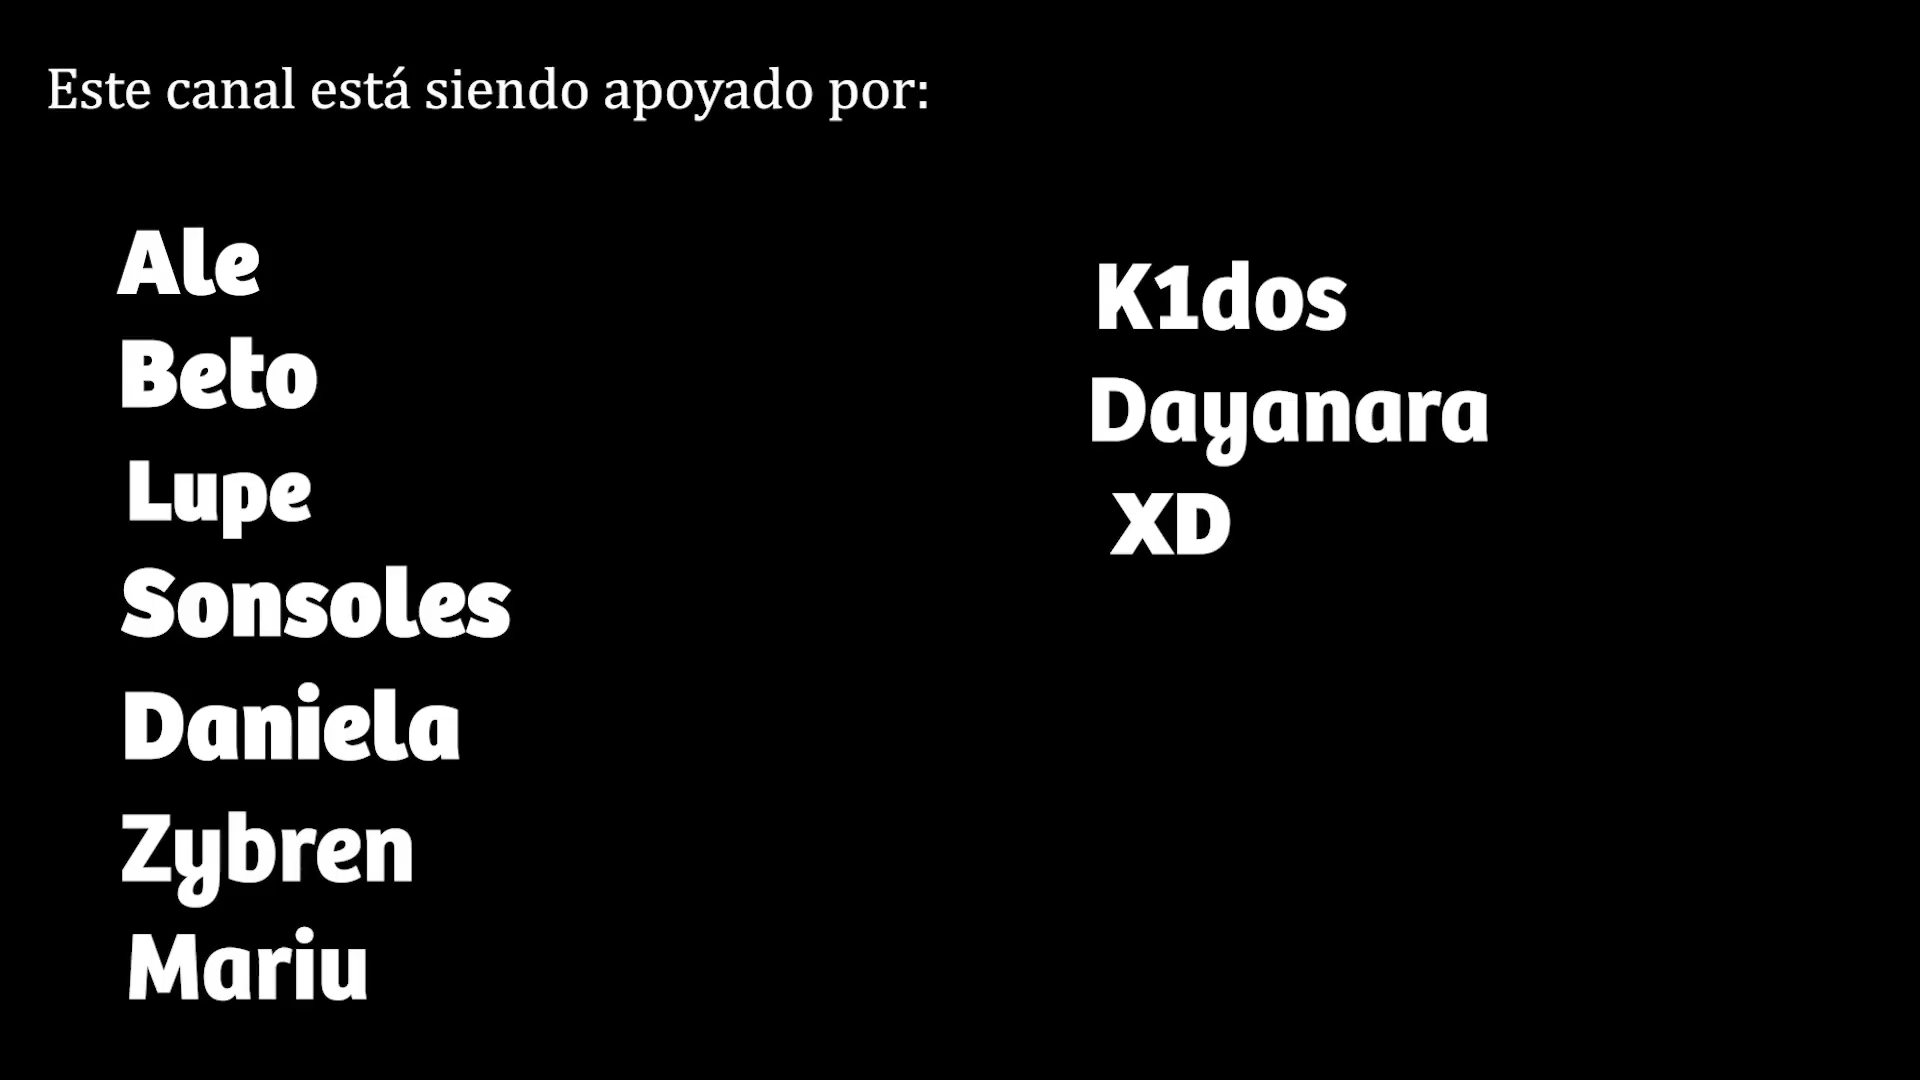 Este canal está siendo apoyado por:
Ale
Beto
Lupe
Sonsoles
Daniela
Zybren
Mariu
K1dos
Dayanara
XD